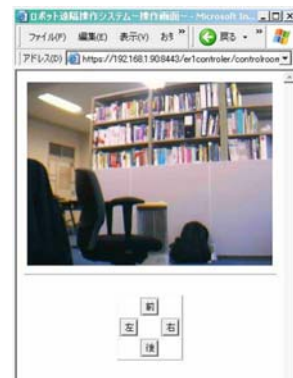 ロボット遠隔操作システム－操作画面－ - Microsoft In...
ファイル(F) 編集(E) 表示(V) お気 » 戻る »
アドレス(D) https://192.168.1.90:8443/er1controler/controlroom
前
左 右
後